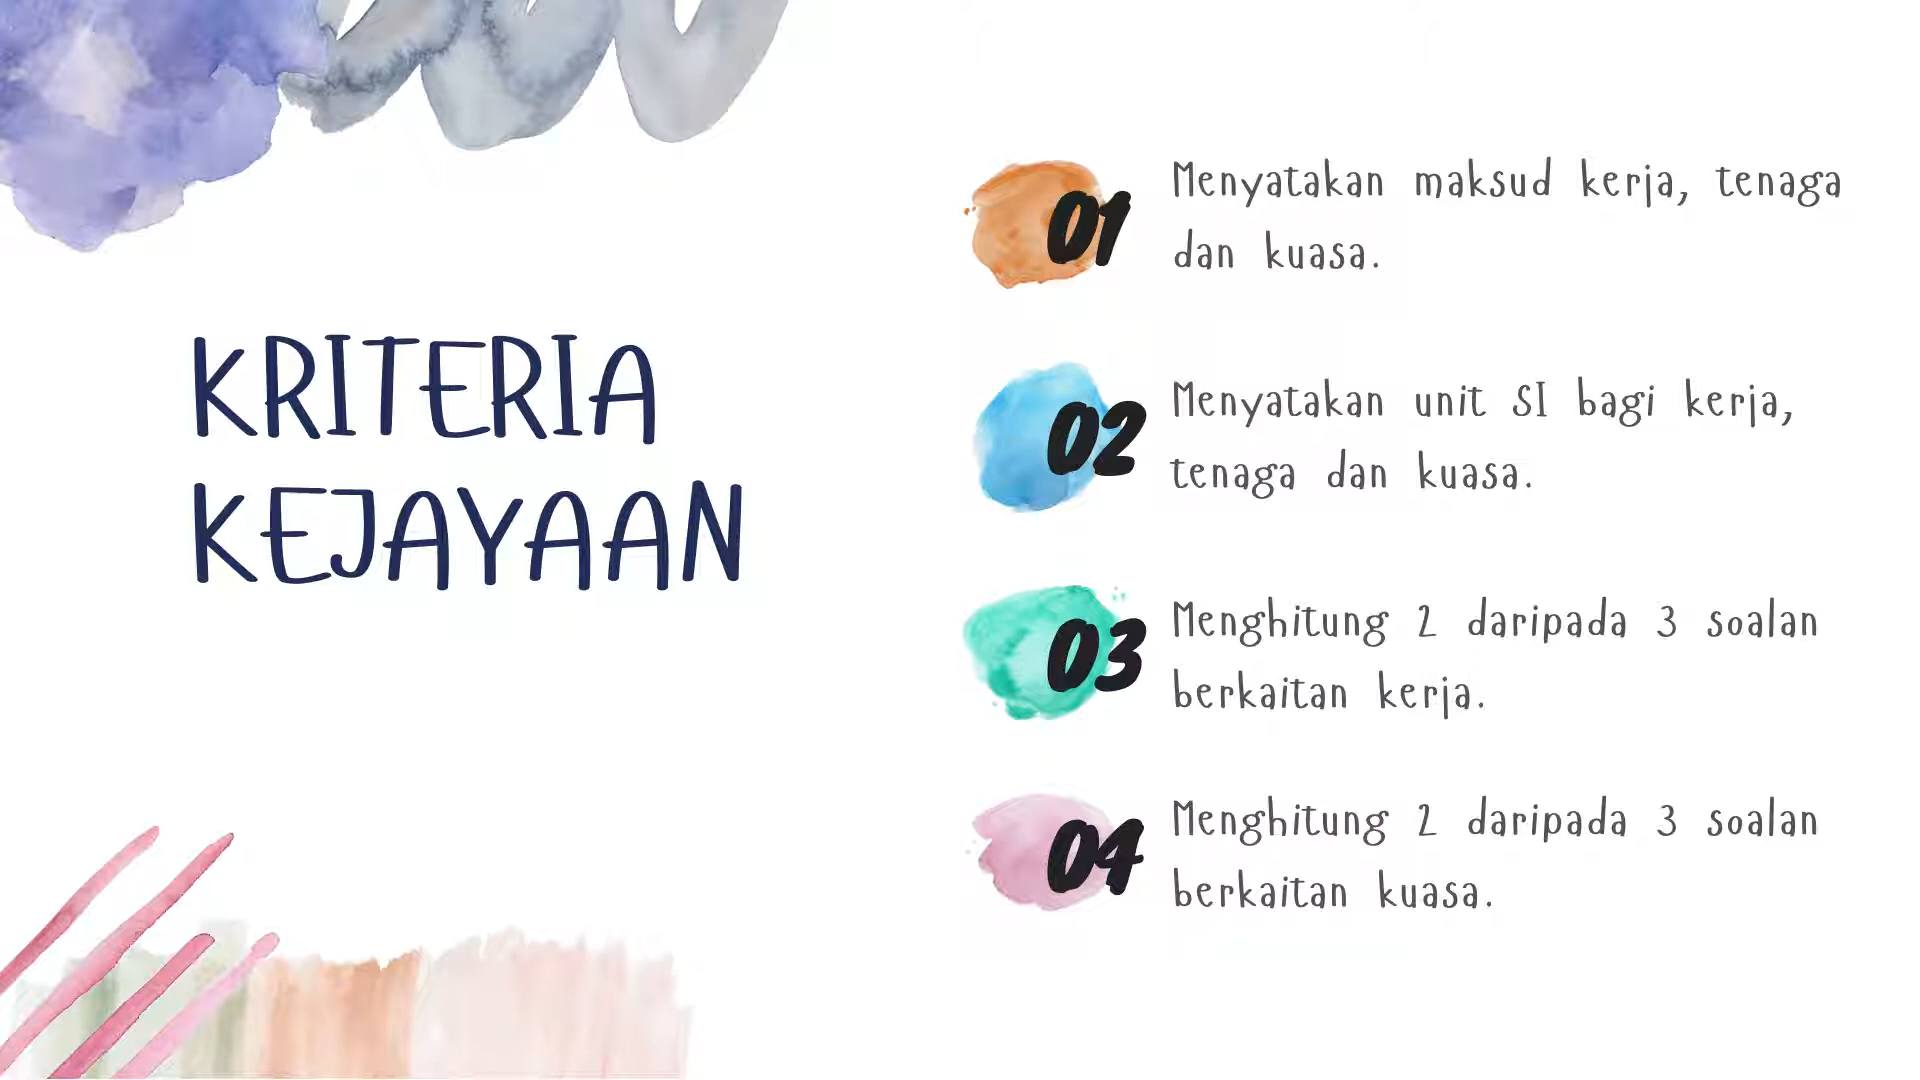 KRITERIA
KEJAYAAN
01
Menyatakan maksud kerja, tenaga
dan kuasa.
02
Menyatakan unit SI bagi kerja,
tenaga dan kuasa.
03
Menghitung 2 daripada 3 soalan
berkaitan kerja.
04
Menghitung 2 daripada 3 soalan
berkaitan kuasa.